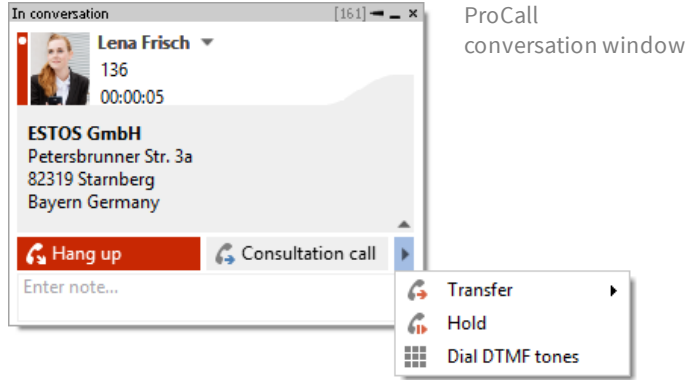 In conversation [161]
Lena Frisch
136
00:00:05
ESTOS GmbH
Petersbrunner Str. 3a
82319 Starnberg
Bayern Germany
Hang up Consultation call
Enter note...
Transfer
Hold
Dial DTMF tones
ProCall
conversation window